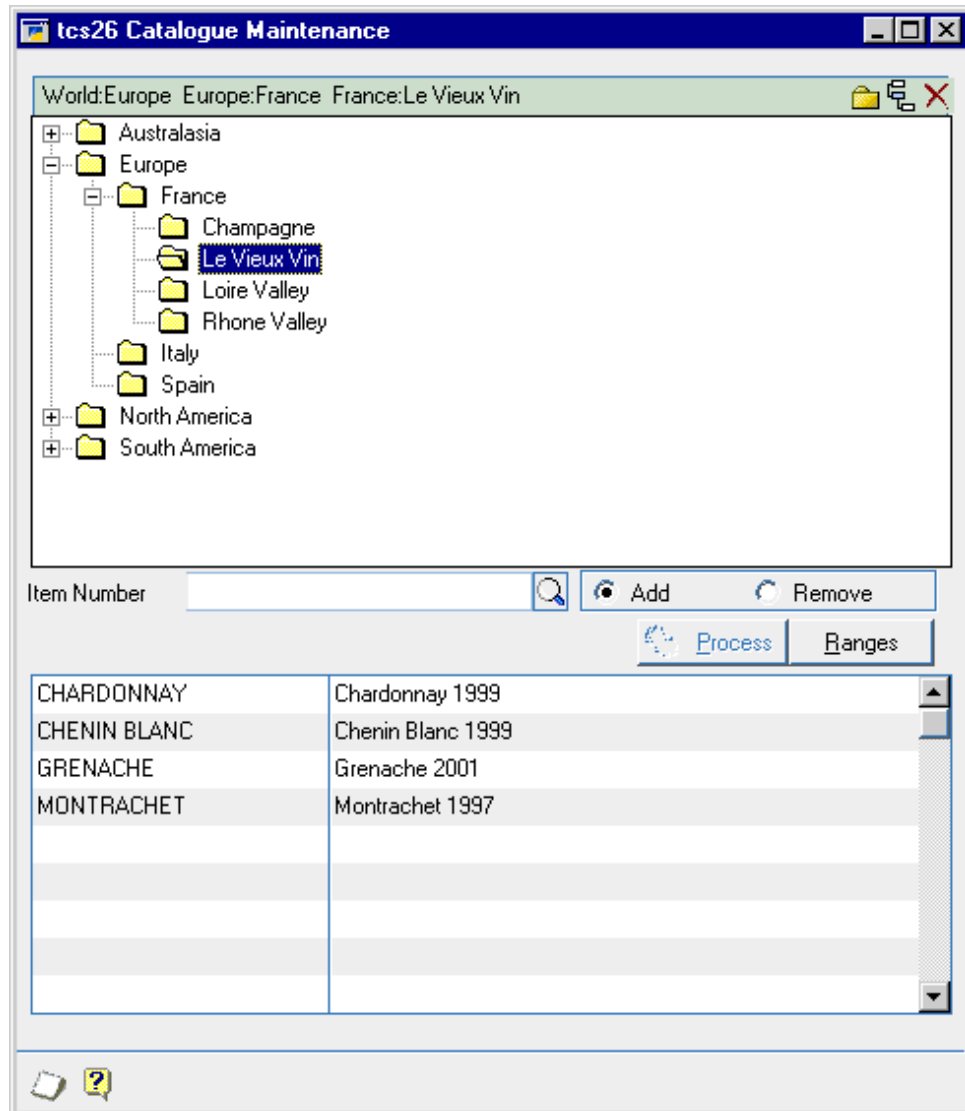 tcs26 Catalogue Maintenance
World:Europe Europe:France France:Le Vieux Vin
Australasia
Europe
France
Champagne
Le Vieux Vin
Loire Valley
Rhone Valley
Italy
Spain
North America
South America
Item Number Add Remove
Process Ranges
CHARDONNAY Chardonnay 1999
CHENIN BLANC Chenin Blanc 1999
GRENACHE Grenache 2001
MONTRACHET Montrachet 1997